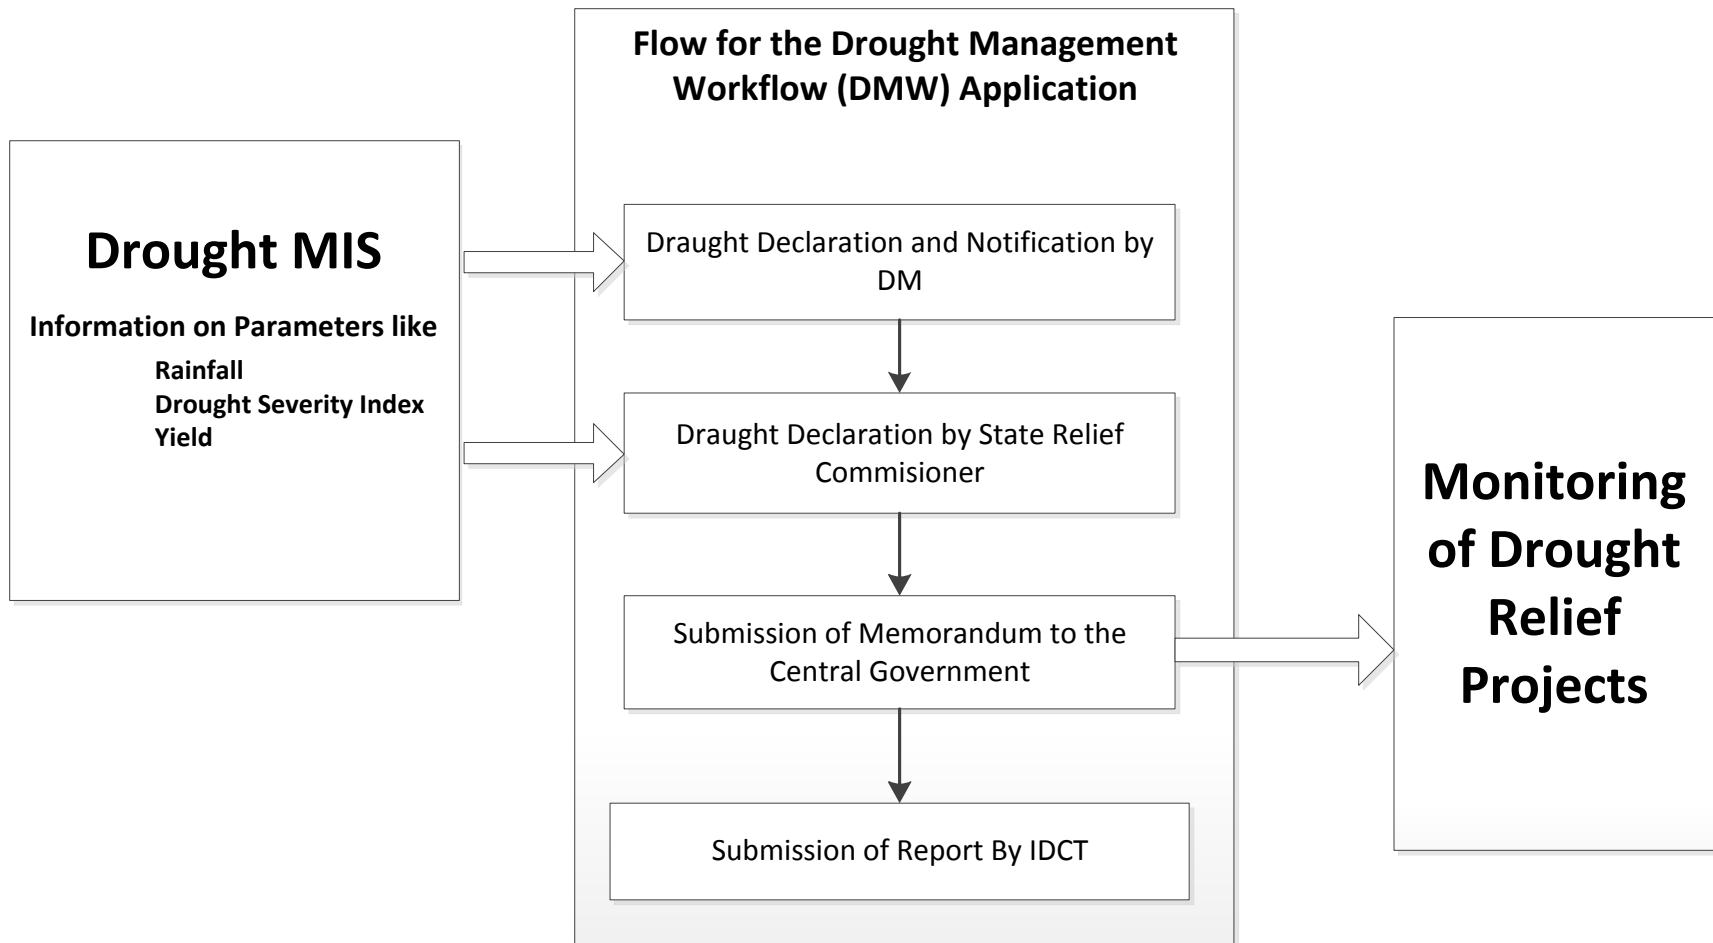 Flow for the Drought Management
Workflow (DMW) Application
Drought MIS
Information on Parameters like
Rainfall
Drought Severity Index
Yield
Draught Declaration and Notification by
DM
Draught Declaration by State Relief
Commisioner
Submission of Memorandum to the
Central Government
Submission of Report By IDCT
Monitoring
of Drought
Relief
Projects